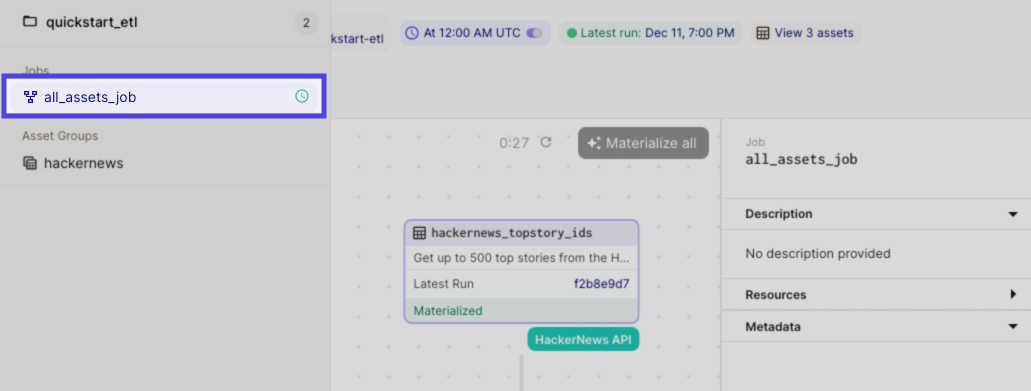 quickstart_etl
2
Jobs
all_assets_job
Asset Groups
hackernews
kstart-etl
At 12:00 AM UTC
Latest run: Dec 11, 7:00 PM
View 3 assets
0:27
Materialize all
hackernews_topstory_ids
Get up to 500 top stories from the H...
Latest Run f2b8e9d7
Materialized
HackerNews API
Job
all_assets_job
Description
No description provided
Resources
Metadata